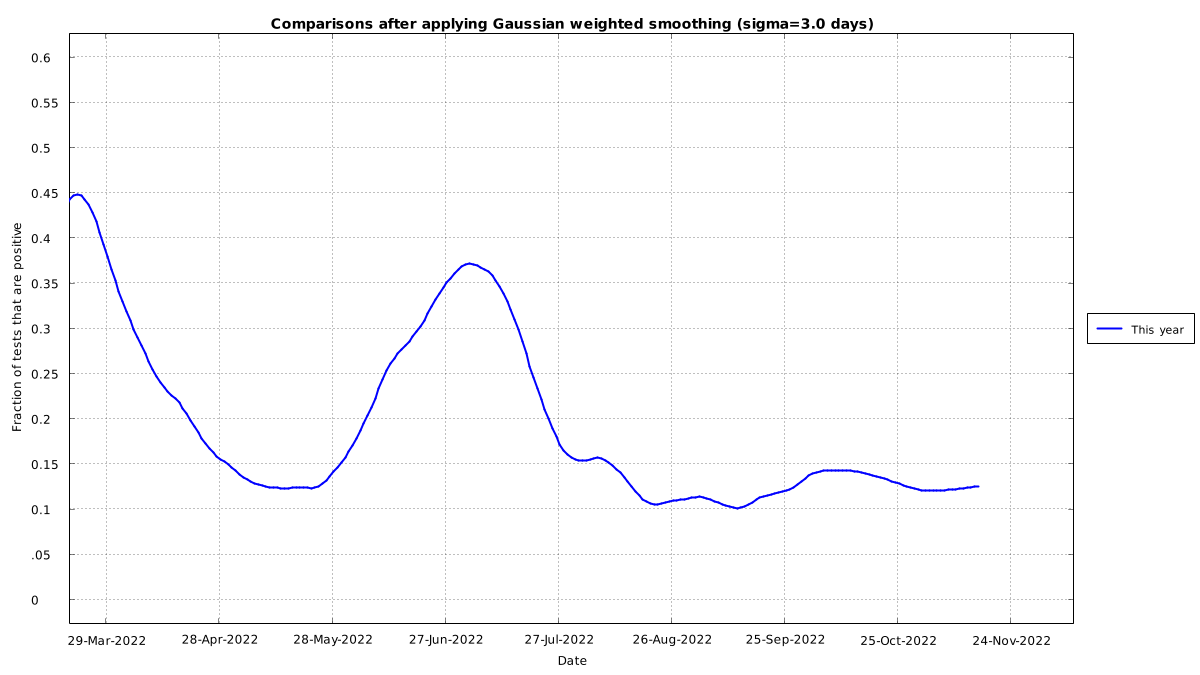 Comparisons after applying Gaussian weighted smoothing (sigma=3.0 days)
0.6
0.55
0.5
0.45
0.4
0.35
0.3
0.25
0.2
0.15
0.1
.05
0
Fraction of tests that are positive
29-Mar-2022 28-Apr-2022 28-May-2022 27-Jun-2022 27-Jul-2022 26-Aug-2022 25-Sep-2022 25-Oct-2022 24-Nov-2022
Date
This year